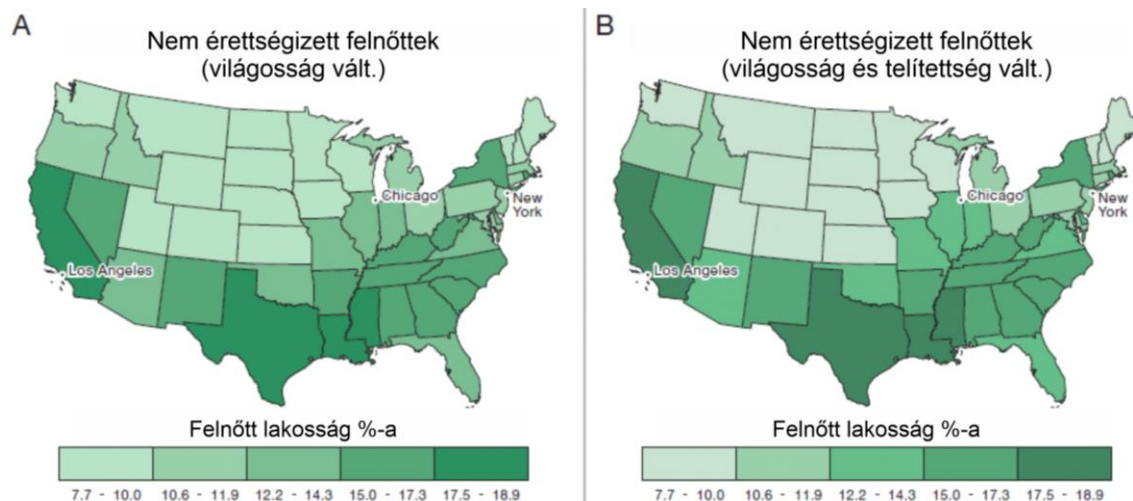 A
Nem érettségizett felnőttek
(világosság vált.)
Chicago
New
York
Los Angeles
Felnőtt lakosság %-a
7.7 - 10.0
10.6 - 11.9
12.2 - 14.3
15.0 - 17.3
17.5 - 18.9
B
Nem érettségizett felnőttek
(világosság és telítettség vált.)
Chicago
New
York
Los Angeles
Felnőtt lakosság %-a
7.7 - 10.0
10.6 - 11.9
12.2 - 14.3
15.0 - 17.3
17.5 - 18.9